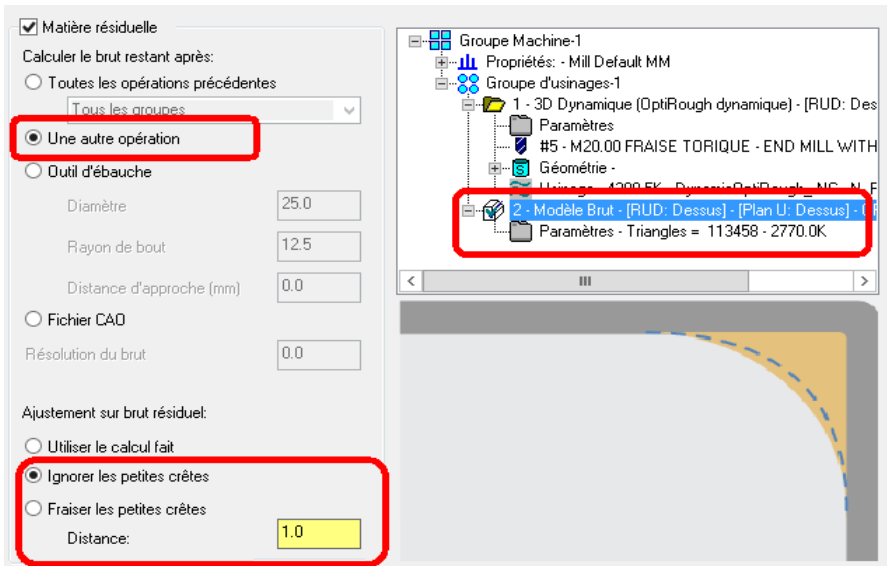 Matière résiduelle
Calculer le brut restant après:
Toutes les opérations précédentes
Tous les groupes
Une autre opération
Outil d'ébauche
Diamètre 25.0
Rayon de bout 12.5
Distance d'approche (mm) 0.0
Fichier CAO
Résolution du brut 0.0
Ajustement sur brut résiduel:
Utiliser le calcul fait
Ignorer les petites crêtes
Fraiser les petites crêtes
Distance: 1.0
Groupe Machine-1
Propriétés: - Mill Default MM
Groupe d'usinages-1
1 - 3D Dynamique (OptiRough dynamique) - [RUD: Des
Paramètres
#5 - M20.00 FRAISE TORIQUE - END MILL WITH
Géométrie -
2 - Modèle Brut - [RUD: Dessus] - [Plan U: Dessus] -
Paramètres - Triangles = 113458 - 2770.0K